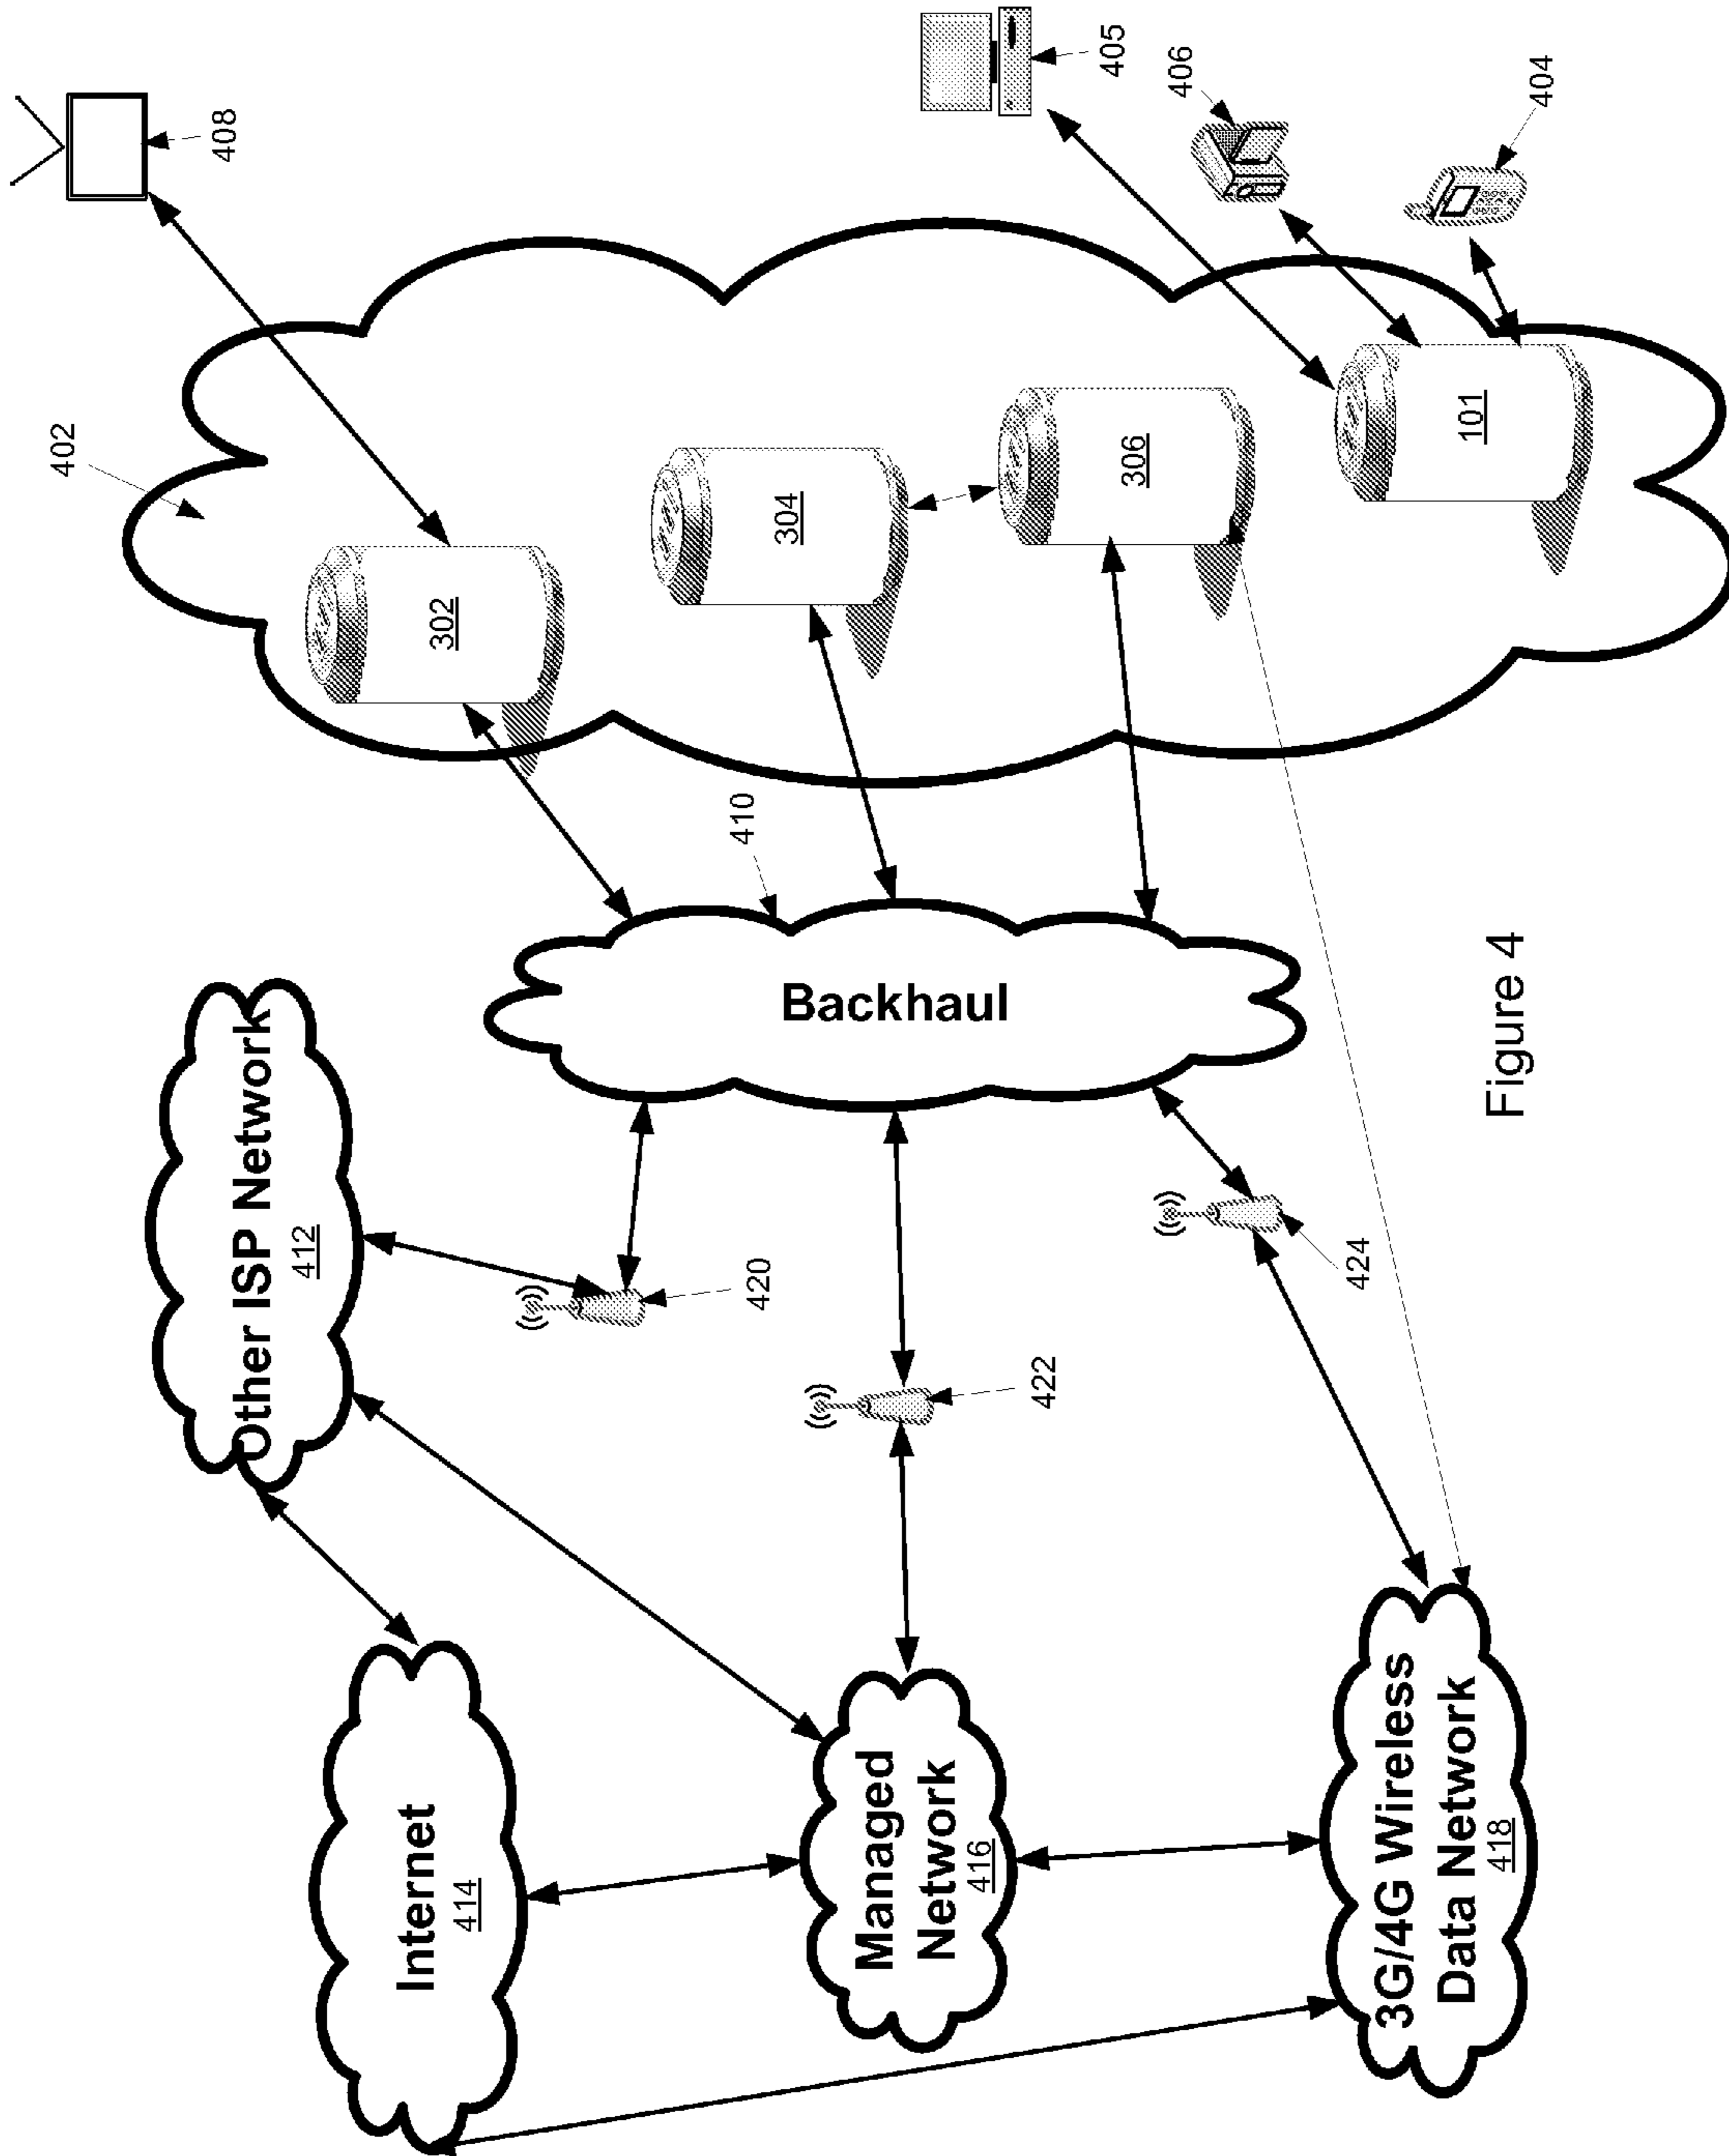 Internet
414
Other ISP Network
412
402
408
302
420
410
Managed
Network
416
422
Backhaul
304
306
405
406
404
101
424
3G/4G Wireless
Data Network
418
Figure 4